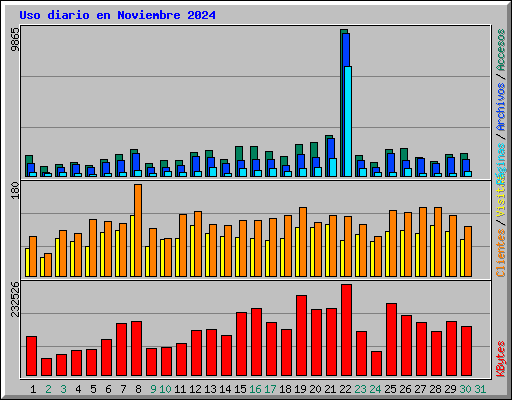 Uso diario en Noviembre 2024
9865
180
232526
Accesos / Archivos / Páginas
Clientes / Visitas
KBytes
1 2 3 4 5 6 7 8 9 10 11 12 13 14 15 16 17 18 19 20 21 22 23 24 25 26 27 28 29 30 31